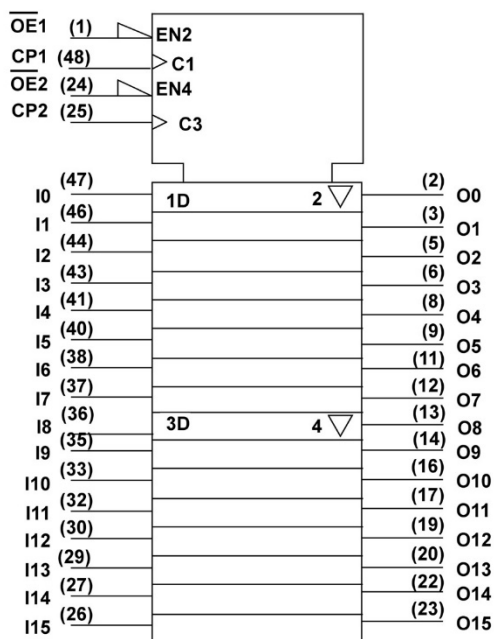 O̅E̅1 (1) EN2
CP1 (48) C1
O̅E̅2 (24) EN4
CP2 (25) C3
I0 (47) 1D 2 (2) O0
I1 (46) (3) O1
I2 (44) (5) O2
I3 (43) (6) O3
I4 (41) (8) O4
I5 (40) (9) O5
I6 (38) (11) O6
I7 (37) (12) O7
I8 (36) 3D 4 (13) O8
I9 (35) (14) O9
I10 (33) (16) O10
I11 (32) (17) O11
I12 (30) (19) O12
I13 (29) (20) O13
I14 (27) (22) O14
I15 (26) (23) O15